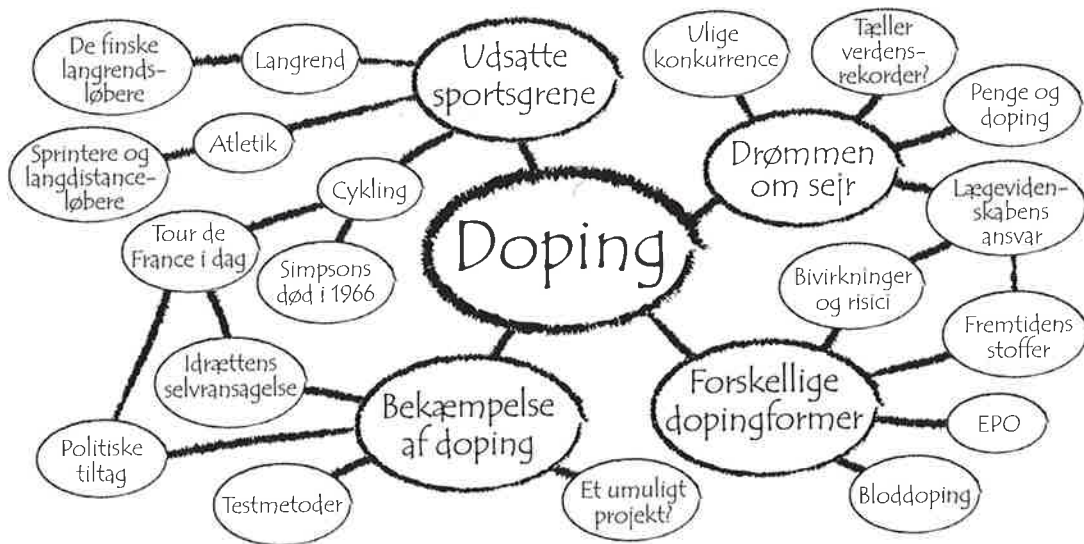 De finske
langrends-
løbere
Langrend
Udsatte
sportsgrene
Sprintere og
langdistance-
løbere
Atletik
Cykling
Tour de
France i dag
Simpsons
død i 1966
Doping
Ulige
konkurrence
Tæller
verdens-
rekorder?
Penge og
doping
Drømmen
om sejr
Lægeviden-
skabens
ansvar
Bivirkninger
og risici
Fremtidens
stoffer
Forskellige
dopingformer
EPO
Bloddoping
Idrættens
selvransagelse
Bekæmpelse
af doping
Politiske
tiltag
Testmetoder
Et umuligt
projekt?